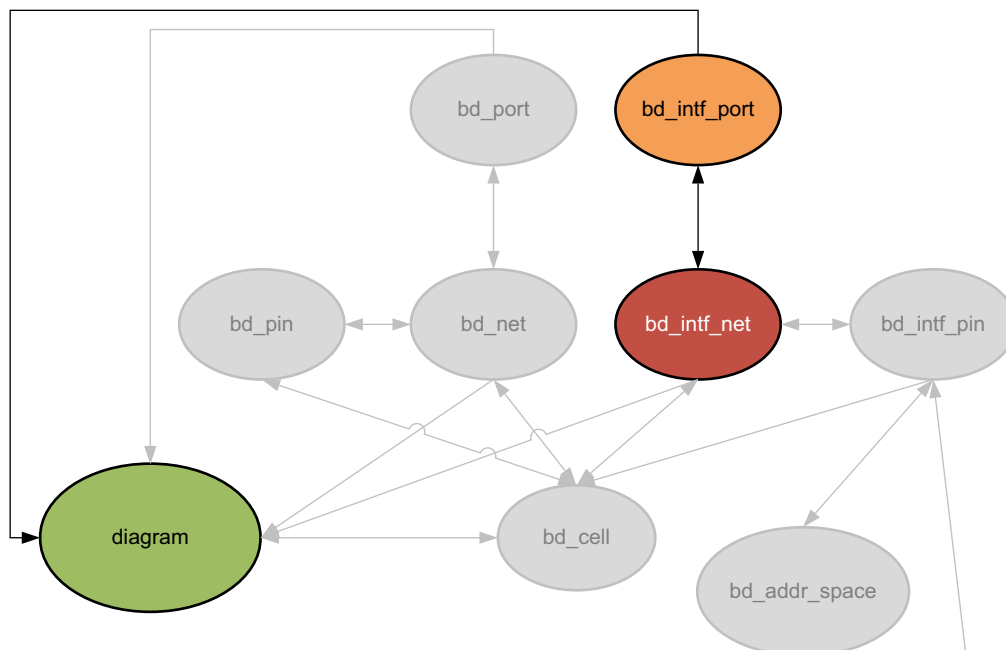 bd_port
bd_intf_port
bd_pin
bd_net
bd_intf_net
bd_intf_pin
diagram
bd_cell
bd_addr_space